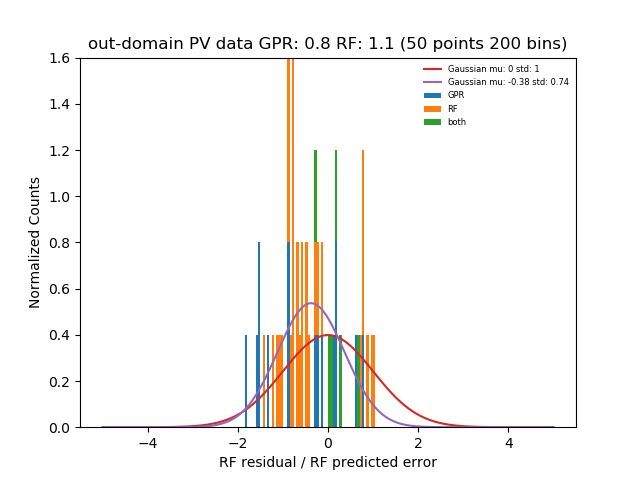 out-domain PV data GPR: 0.8 RF: 1.1 (50 points 200 bins)
Gaussian mu: 0 std: 1
Gaussian mu: -0.38 std: 0.74
GPR
RF
both
Normalized Counts
1.6
1.4
1.2
1.0
0.8
0.6
0.4
0.2
0.0
−4
−2
0
2
4
RF residual / RF predicted error